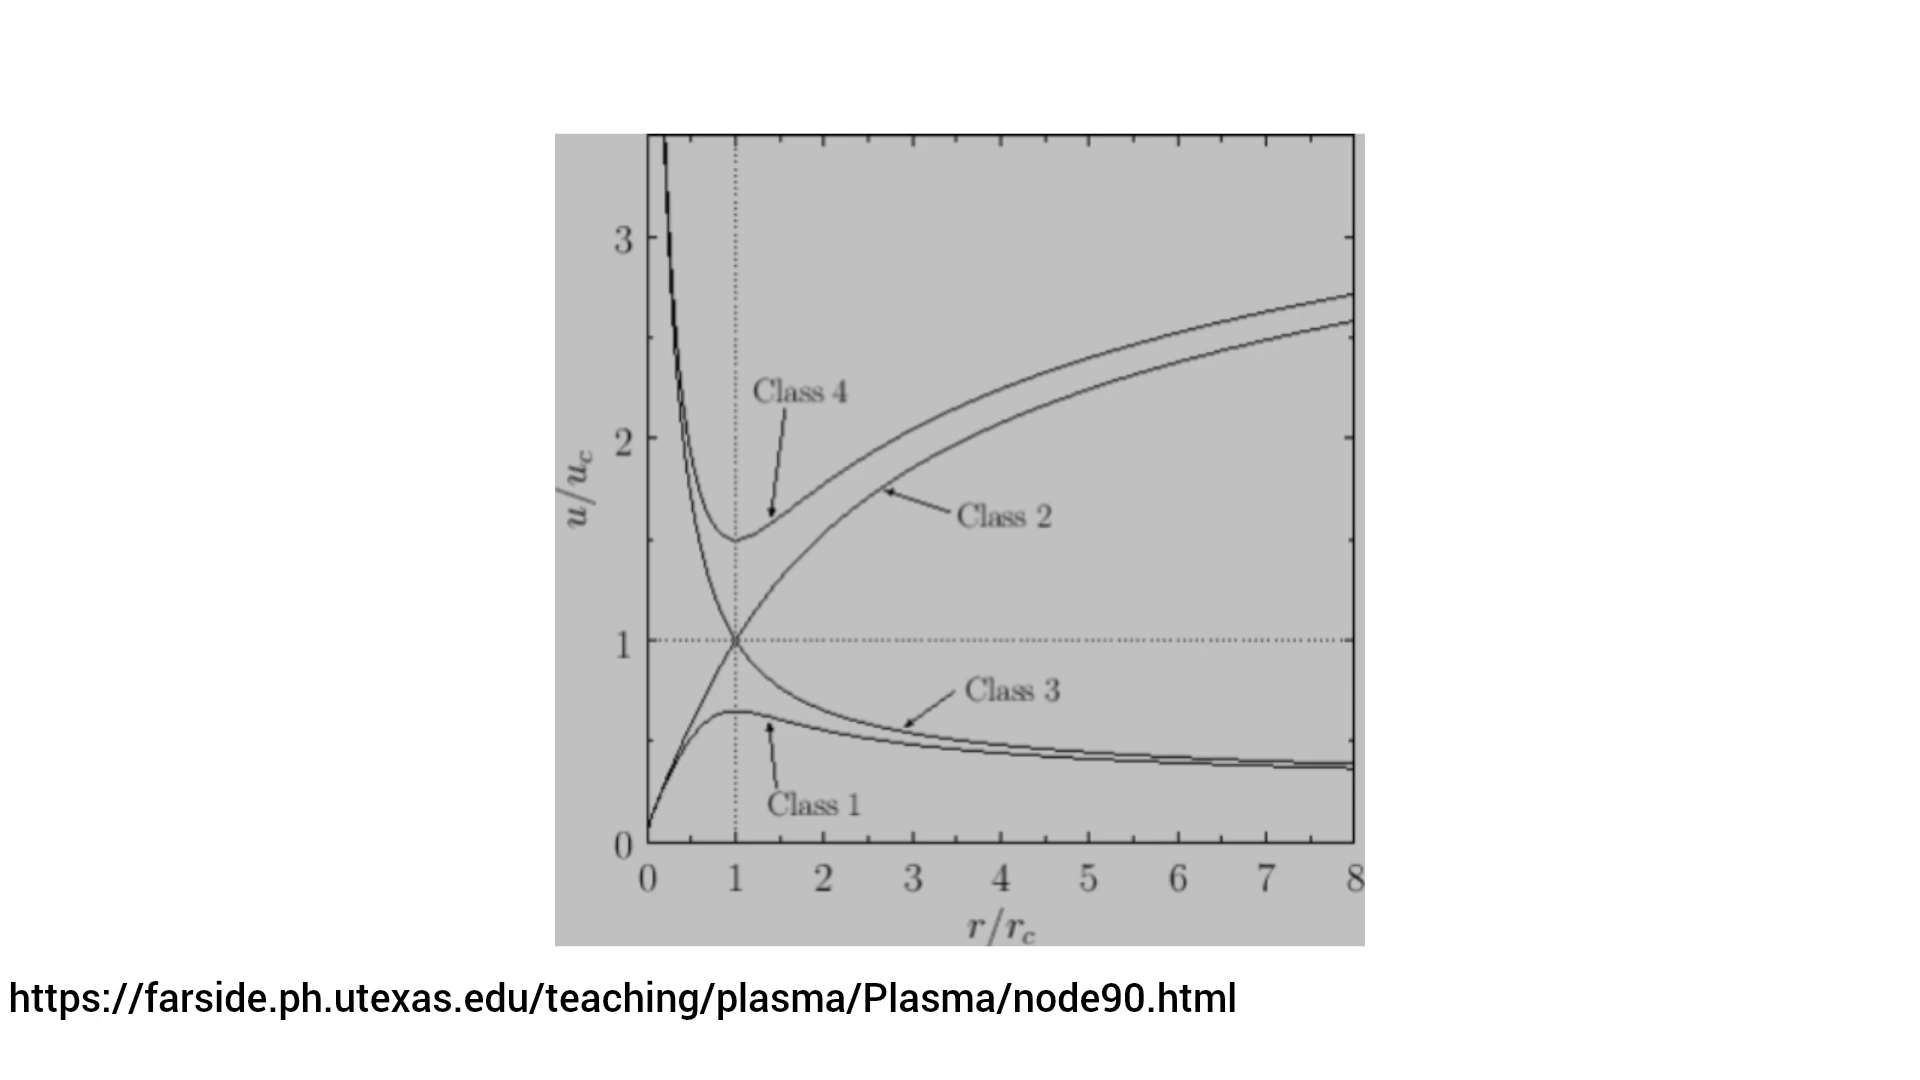 3
2
1
0
u/u_c
Class 4
Class 2
Class 3
Class 1
0 1 2 3 4 5 6 7 8
r/r_c
https://farside.ph.utexas.edu/teaching/plasma/Plasma/node90.html